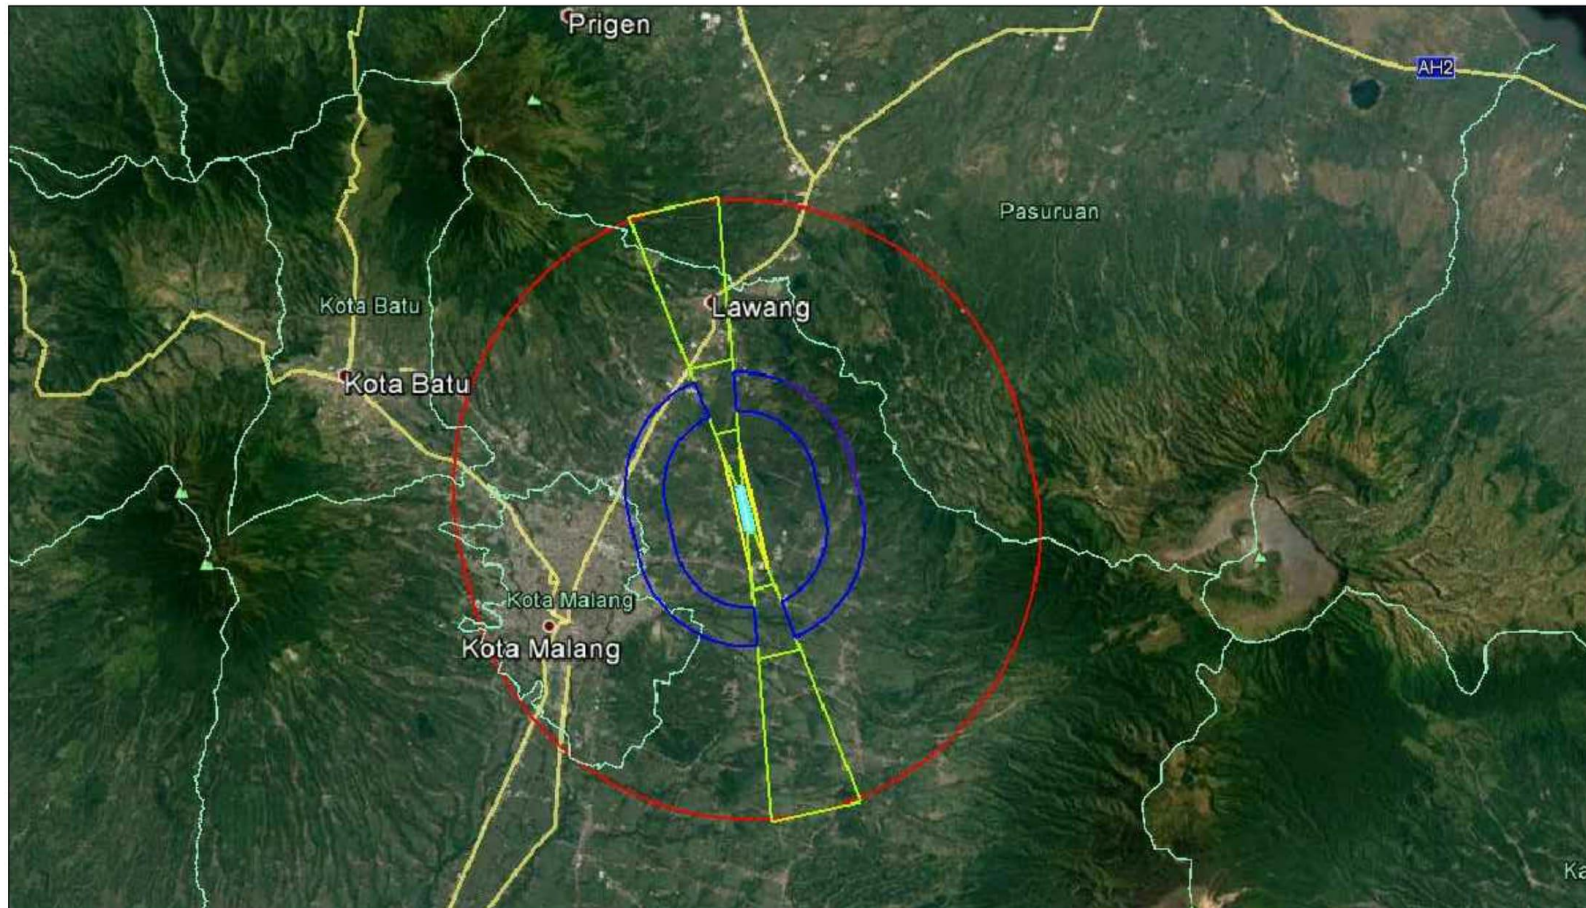 Prigen
AH2
Pasuruan
Kota Batu
Lawang
Kota Batu
Kota Malang
Kota Malang